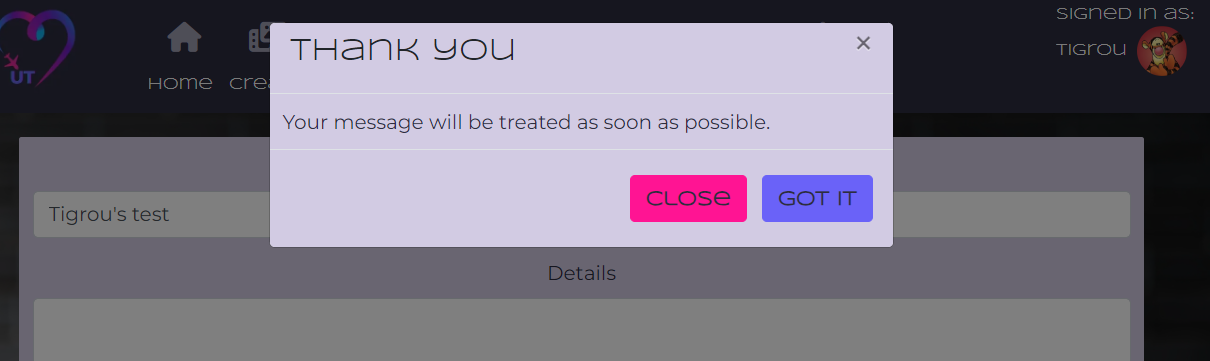 UT
Home
crea
Signed in as:
Tigrou
Thank you
×
Your message will be treated as soon as possible.
Close
Got it
Tigrou's test
Details